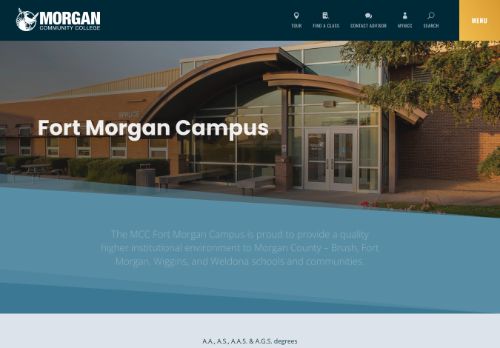 MORGAN
COMMUNITY COLLEGE
TOUR
FIND A CLASS
CONTACT ADVISOR
MYMCC
SEARCH
MENU
Fort Morgan Campus
The MCC Fort Morgan Campus is proud to provide a quality
higher institutional environment to Morgan County – Brush, Fort
Morgan, Wiggins, and Weldona schools and communities.
A.A., A.S., A.A.S. & A.G.S. degrees